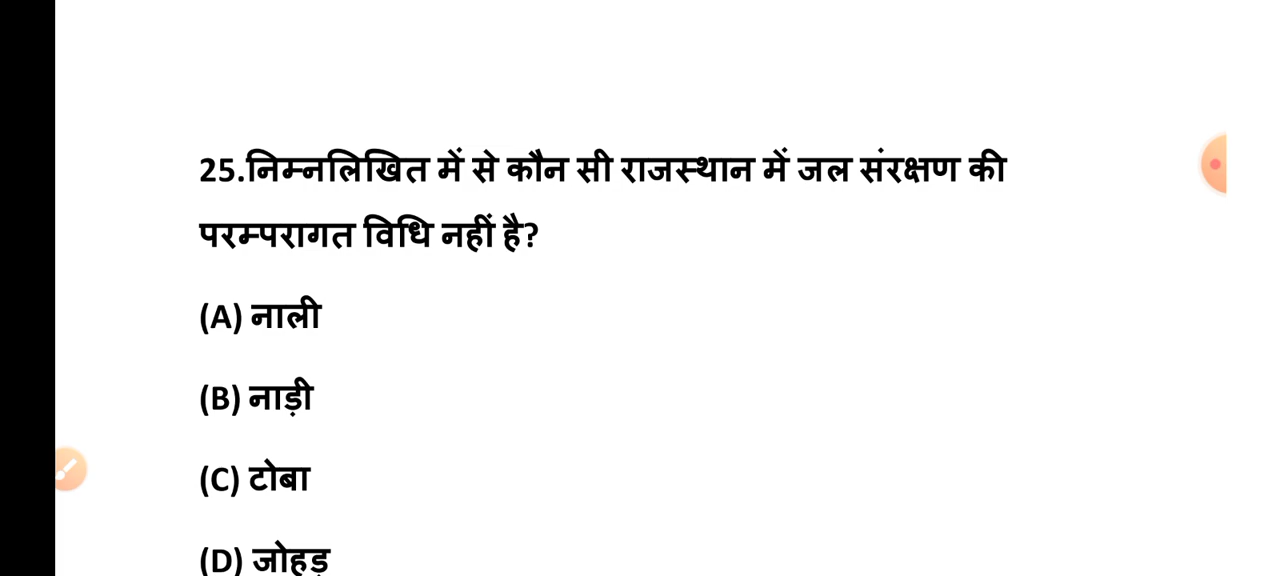 25.निम्नलिखित में से कौन सी राजस्थान में जल संरक्षण की
परम्परागत विधि नहीं है?
(A) नाली
(B) नाड़ी
(C) टोबा
(D) जोहड़